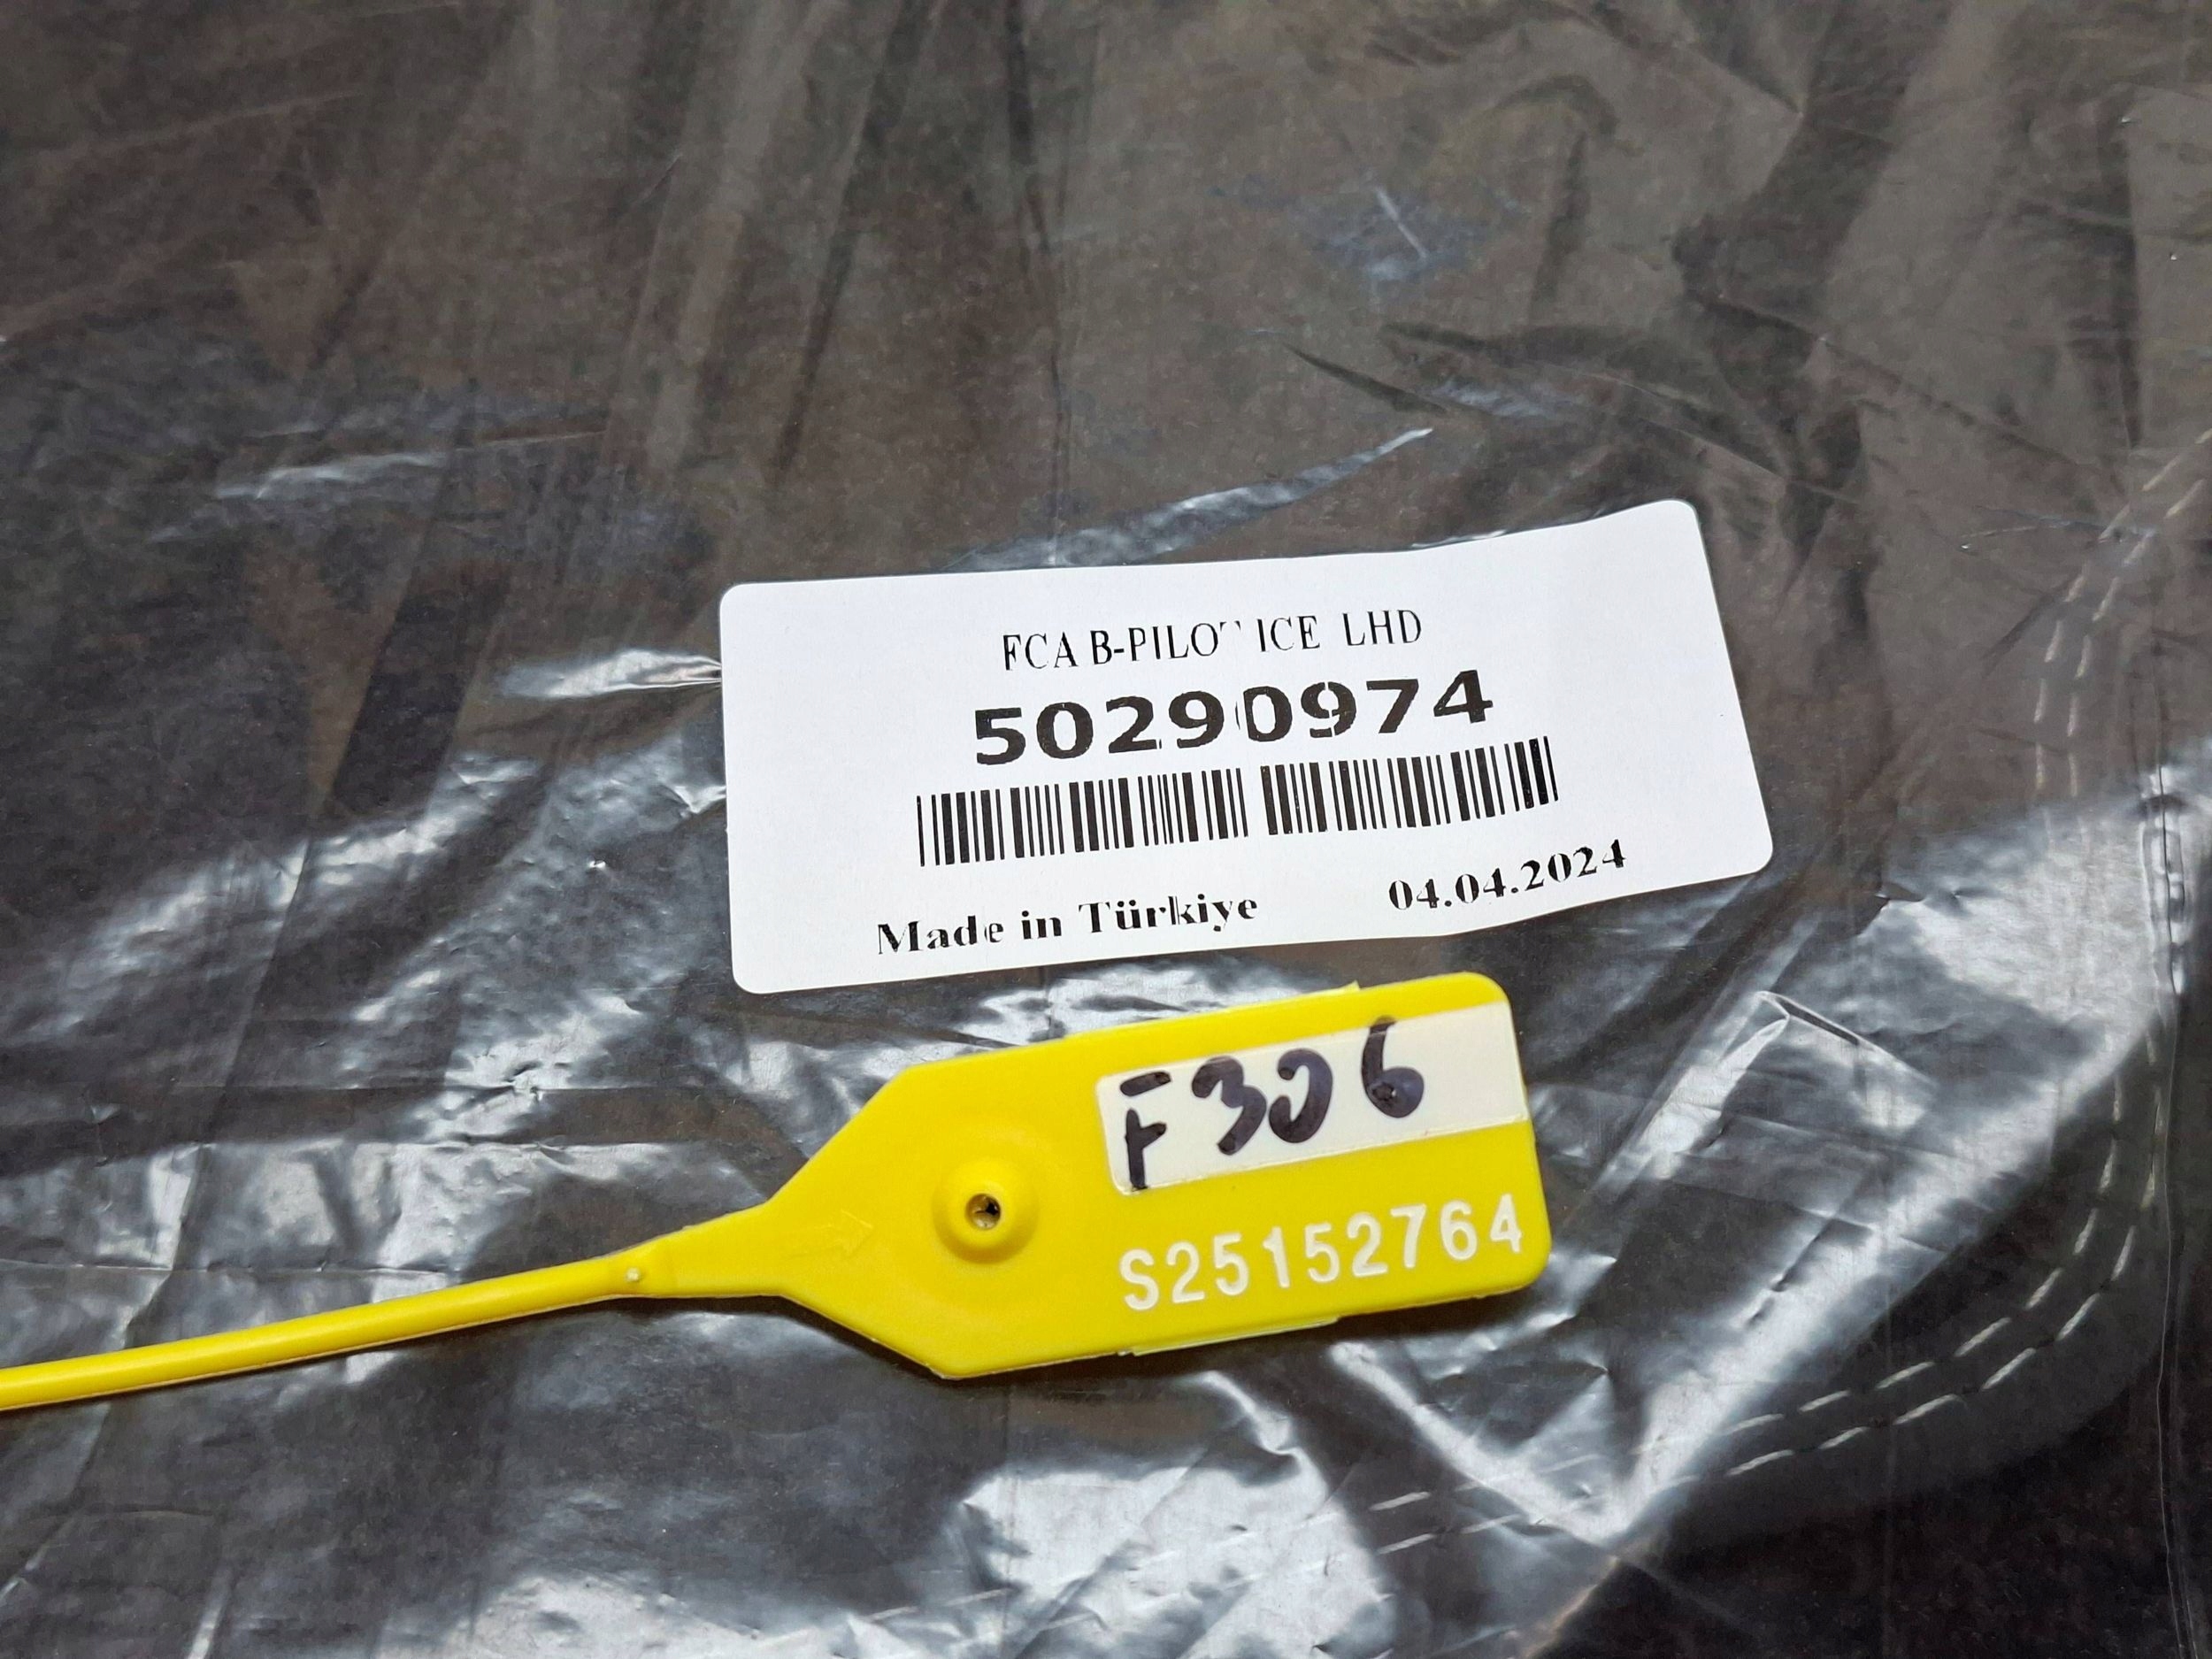 FCA B-PILOT ICE LHD
50290974
Made in Türkiye 04.04.2024
F306
S25152764